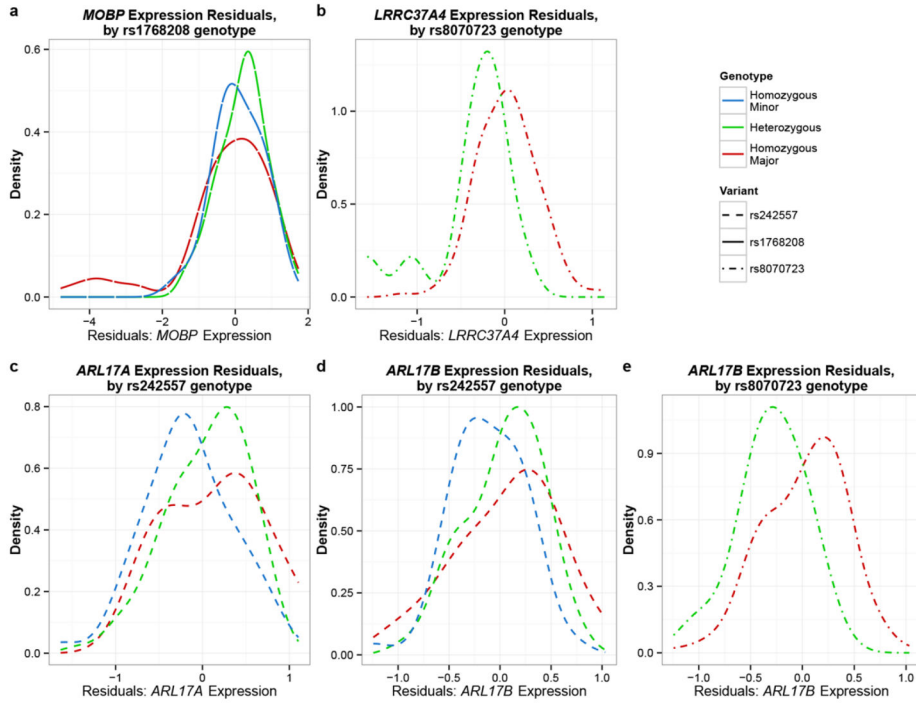 a
MOBP Expression Residuals,
by rs1768208 genotype
Density
0.6
0.4
0.2
0.0
−4
−2
0
2
Residuals: MOBP Expression
b
LRRC37A4 Expression Residuals,
by rs8070723 genotype
Density
1.0
0.5
0.0
−1
0
1
Residuals: LRRC37A4 Expression
Genotype
Homozygous
Minor
Heterozygous
Homozygous
Major
Variant
rs242557
rs1768208
rs8070723
c
ARL17A Expression Residuals,
by rs242557 genotype
Density
0.8
0.6
0.4
0.2
0.0
−1
0
1
Residuals: ARL17A Expression
d
ARL17B Expression Residuals,
by rs242557 genotype
Density
1.00
0.75
0.50
0.25
0.00
−1.0
−0.5
0.0
0.5
1.0
Residuals: ARL17B Expression
e
ARL17B Expression Residuals,
by rs8070723 genotype
Density
0.9
0.6
0.3
0.0
−1.0
−0.5
0.0
0.5
1.0
Residuals: ARL17B Expression